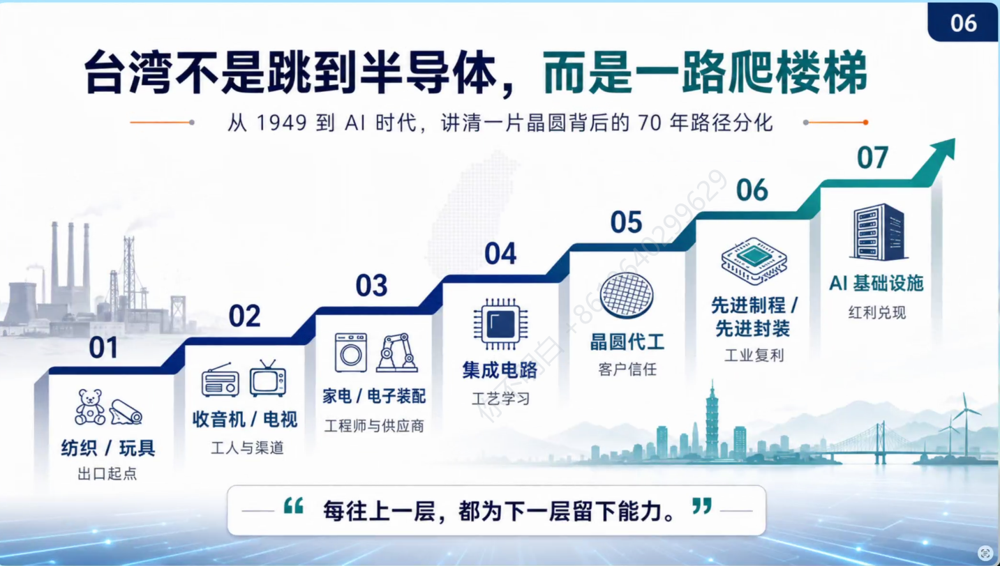 06
台湾不是跳到半导体，而是一路爬楼梯
从 1949 到 AI 时代，讲清一片晶圆背后的 70 年路径分化
01
纺织 / 玩具
出口起点
02
收音机 / 电视
工人与渠道
03
家电 / 电子装配
工程师与供应商
04
集成电路
工艺学习
05
晶圆代工
客户信任
06
先进制程 /
先进封装
工业复利
07
AI 基础设施
红利兑现
“ 每往上一层，都为下一层留下能力。 ”